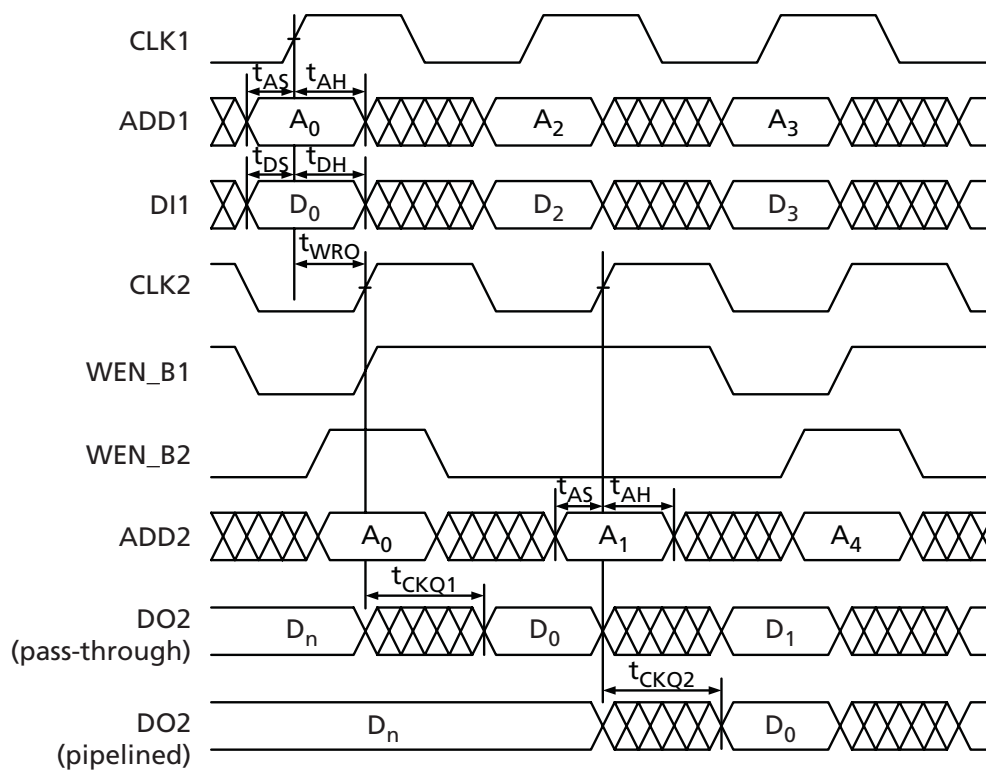 CLK1
t_AS t_AH
ADD1 A_0 A_2 A_3
t_DS t_DH
DI1 D_0 D_2 D_3
t_WRO
CLK2
WEN_B1
WEN_B2
t_AS t_AH
ADD2 A_0 A_1 A_4
t_CKQ1
DO2
(pass-through) D_n D_0 D_1
t_CKQ2
DO2
(pipelined) D_n D_0